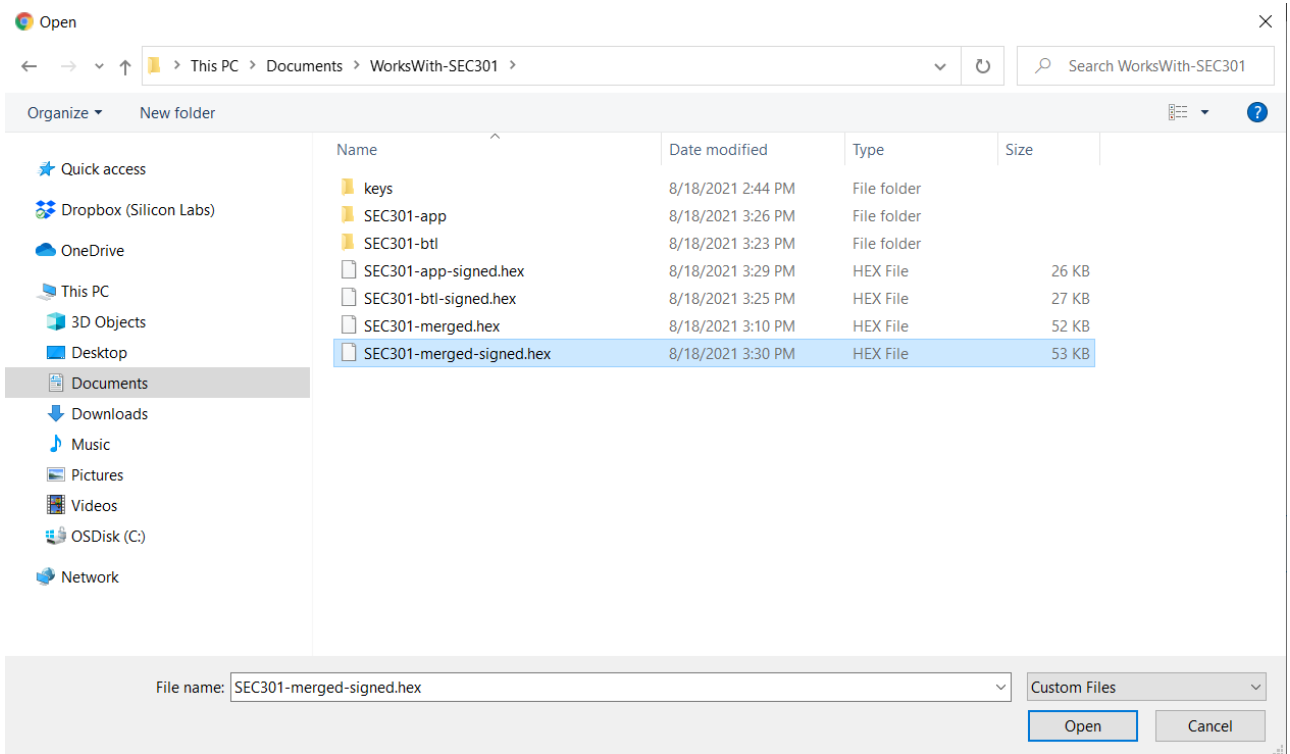 Open
This PC > Documents > WorksWith-SEC301 >
Search WorksWith-SEC301
Organize
New folder
?
Name Date modified Type Size
Quick access
Dropbox (Silicon Labs)
OneDrive
This PC
3D Objects
Desktop
Documents
Downloads
Music
Pictures
Videos
OSDisk (C:)
Network
keys 8/18/2021 2:44 PM File folder
SEC301-app 8/18/2021 3:26 PM File folder
SEC301-btl 8/18/2021 3:23 PM File folder
SEC301-app-signed.hex 8/18/2021 3:29 PM HEX File 26 KB
SEC301-btl-signed.hex 8/18/2021 3:25 PM HEX File 27 KB
SEC301-merged.hex 8/18/2021 3:10 PM HEX File 52 KB
SEC301-merged-signed.hex 8/18/2021 3:30 PM HEX File 53 KB
File name: SEC301-merged-signed.hex
Custom Files
Open
Cancel